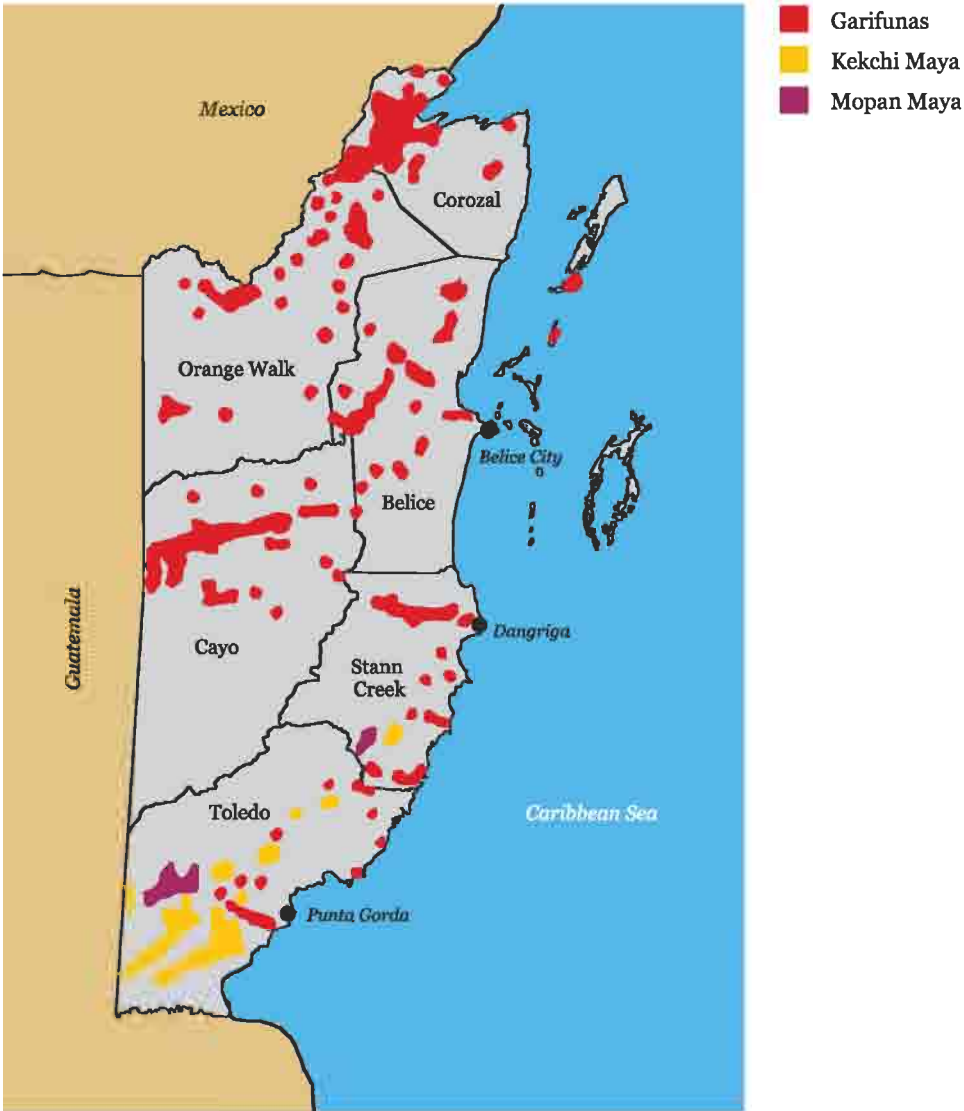 Garifunas
Kekchi Maya
Mopan Maya
Mexico
Corozal
Orange Walk
Belice City
Belice
Guatemala
Dangriga
Cayo
Stann
Creek
Toledo
Caribbean Sea
Punta Gorda